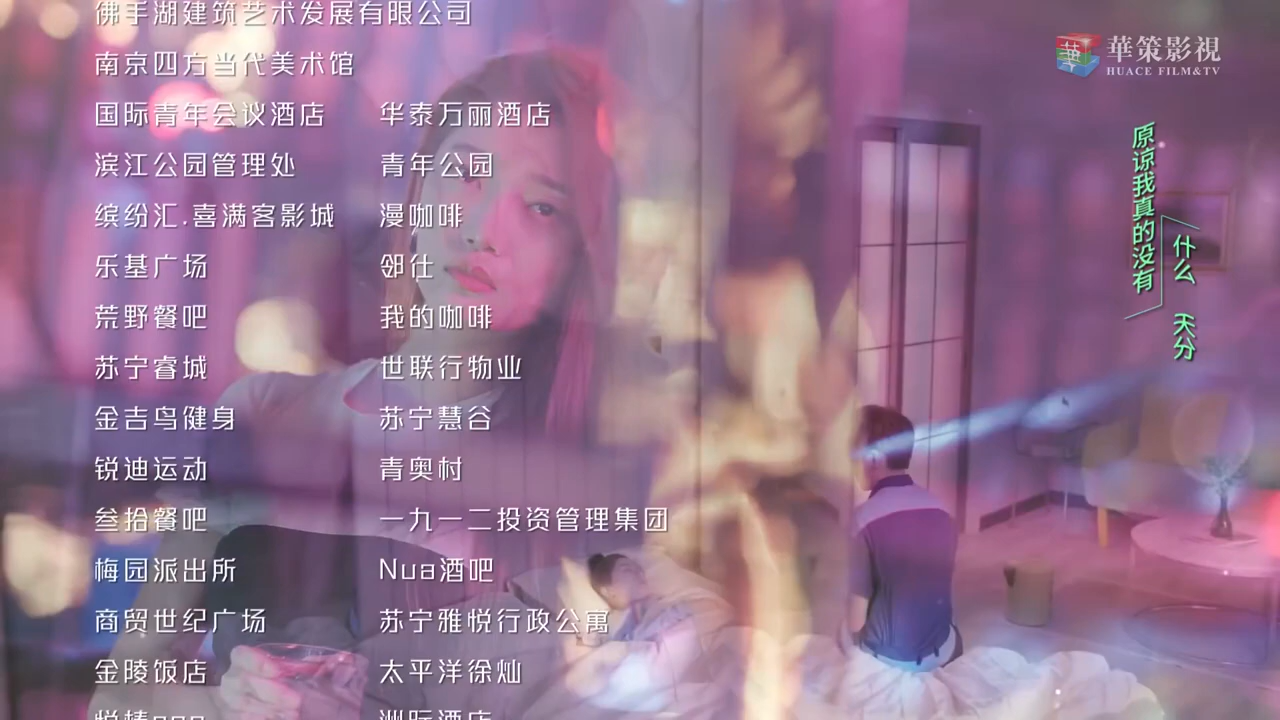 佛手湖建筑艺术发展有限公司
南京四方当代美术馆
国际青年会议酒店 华泰万丽酒店
滨江公园管理处 青年公园
缤纷汇.喜满客影城 漫咖啡
乐基广场 邻仕
荒野餐吧 我的咖啡
苏宁睿城 世联行物业
金吉鸟健身 苏宁慧谷
锐迪运动 青奥村
叁拾餐吧 一九一二投资管理集团
梅园派出所 Nua酒吧
商贸世纪广场 苏宁雅悦行政公寓
金陵饭店 太平洋徐灿
洲际酒店
華策影視
HUACE FILM&TV
原谅我真的没有
什么 天分